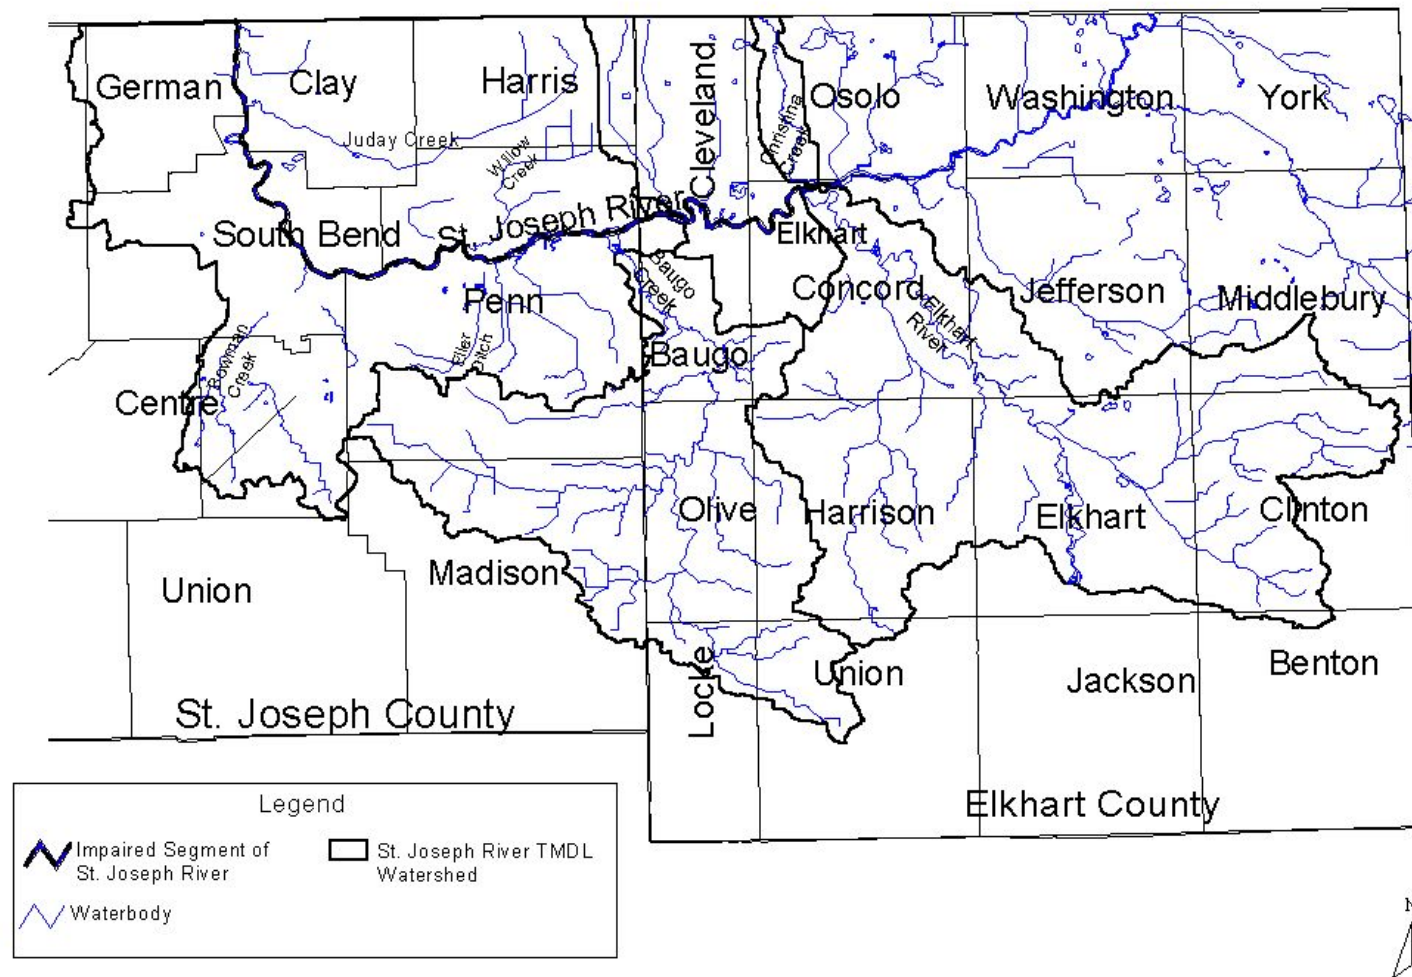 German
Clay
Harris
Cleveland
Osolo
Washington
York
Christina
Creek
Juday Creek
Willow
Creek
South Bend
St. Joseph River
Elkhart
Penn
Baugo
Creek
Concord
Elkhart
River
Jefferson
Middlebury
Eller
Ditch
Baugo
Bowman
Creek
Centre
Olive
Harrison
Elkhart
Clinton
Union
Madison
Locke
Union
Jackson
Benton
St. Joseph County
Elkhart County
Legend
Impaired Segment of
St. Joseph River
St. Joseph River TMDL
Watershed
Waterbody
N